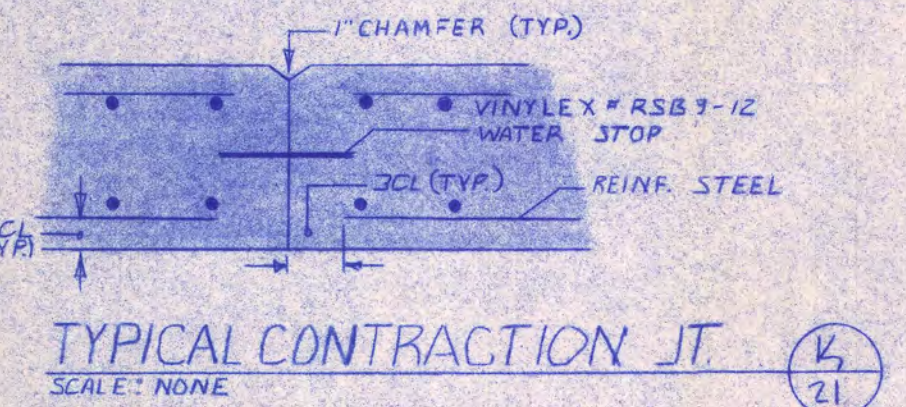 1" CHAMFER (TYP.)
VINYLEX # RSB 9-12
WATER STOP
3CL (TYP.)
REINF. STEEL
CL
TYPICAL CONTRACTION JT.
SCALE: NONE
K
21